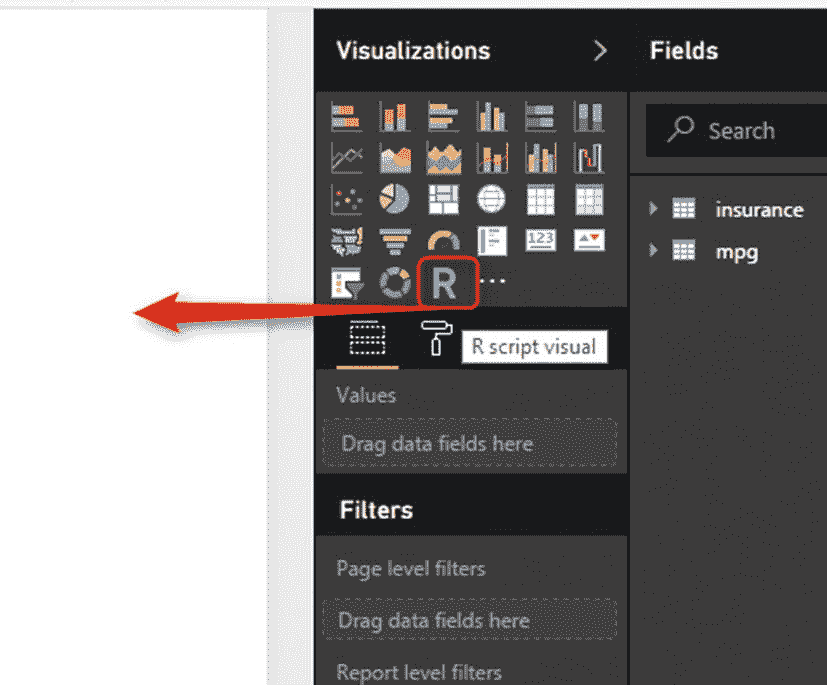 Visualizations
Fields
Search
123
insurance
mpg
R
R script visual
Values
Drag data fields here
Filters
Page level filters
Drag data fields here
Report level filters